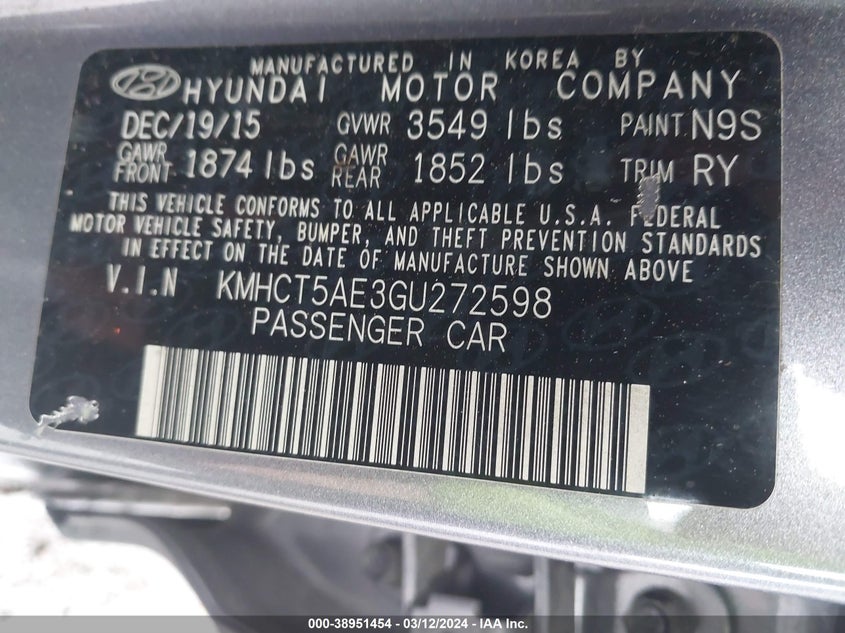 MANUFACTURED IN KOREA BY
HYUNDAI MOTOR COMPANY
DEC/19/15 GVWR 3549 lbs PAINT N9S
GAWR FRONT 1874 lbs GAWR REAR 1852 lbs TRIM RY
THIS VEHICLE CONFORMS TO ALL APPLICABLE U.S.A. FEDERAL
MOTOR VEHICLE SAFETY, BUMPER, AND THEFT PREVENTION STANDARDS
IN EFFECT ON THE DATE OF MANUFACTURE SHOWN ABOVE
V.I.N KMHCT5AE3GU272598
PASSENGER CAR
000-38951454 — 03/12/2024 — IAA Inc.